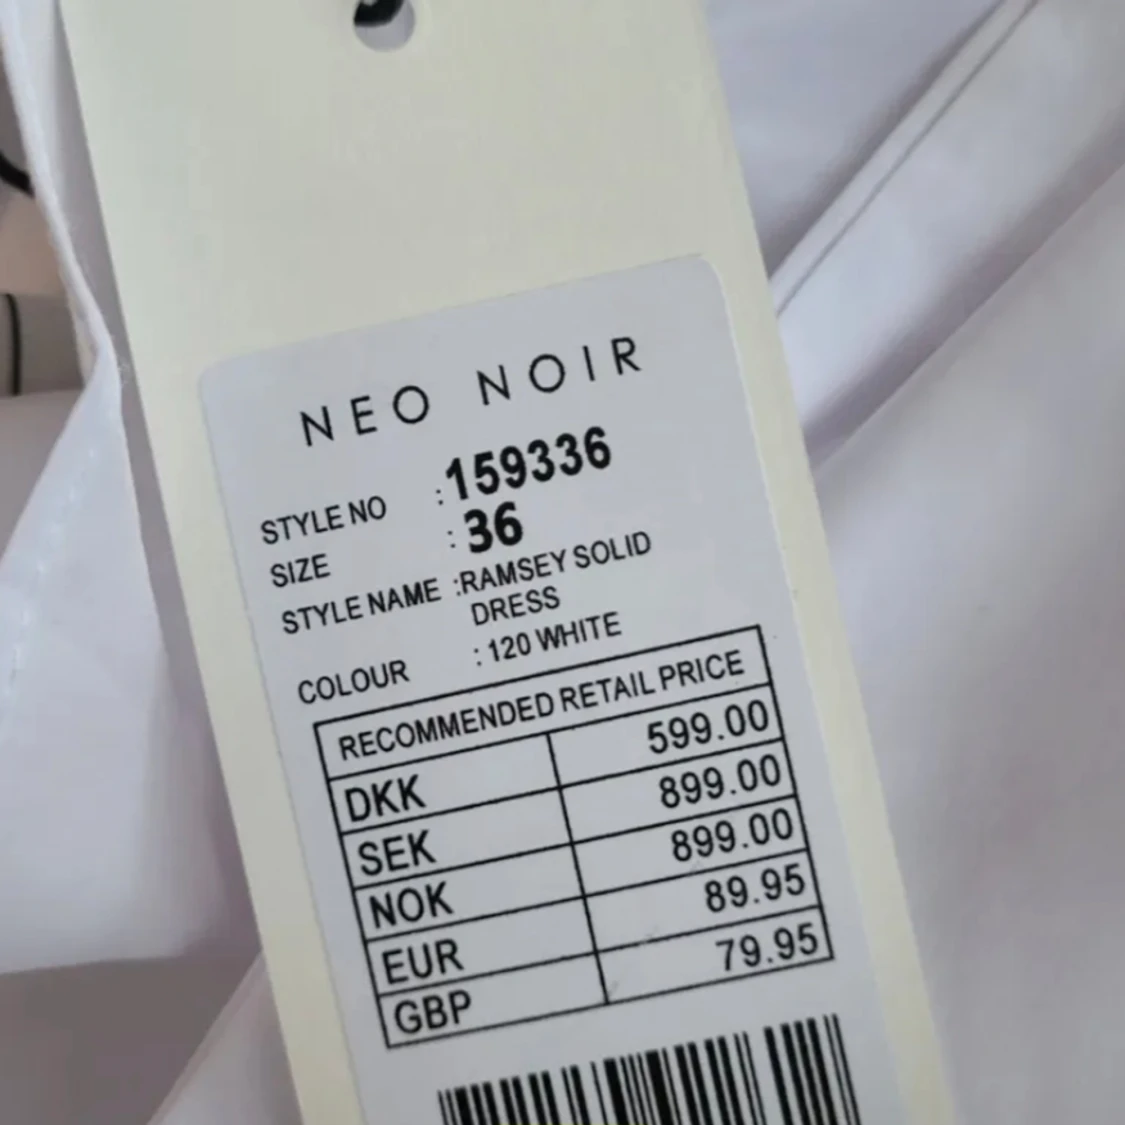 NEO NOIR
STYLE NO :159336
SIZE : 36
STYLE NAME :RAMSEY SOLID
DRESS
COLOUR : 120 WHITE
RECOMMENDED RETAIL PRICE
DKK 599.00
SEK 899.00
NOK 899.00
EUR 89.95
GBP 79.95